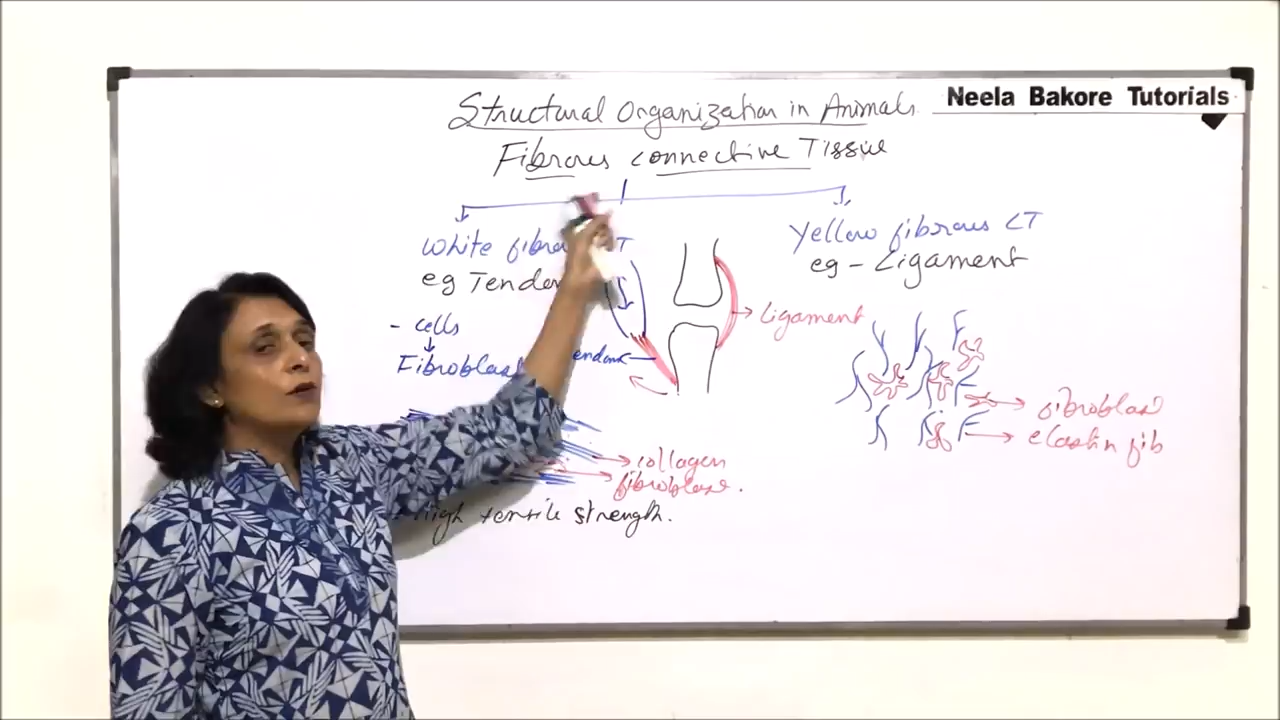 Neela Bakore Tutorials
Structural Organization in Animals
Fibrous connective Tissue
White
eg
- cells
collagen
fibroblast.
High tensile strength.
Ligament
Yellow fibrous CT
eg - Ligament
fibroblast
elastin fib